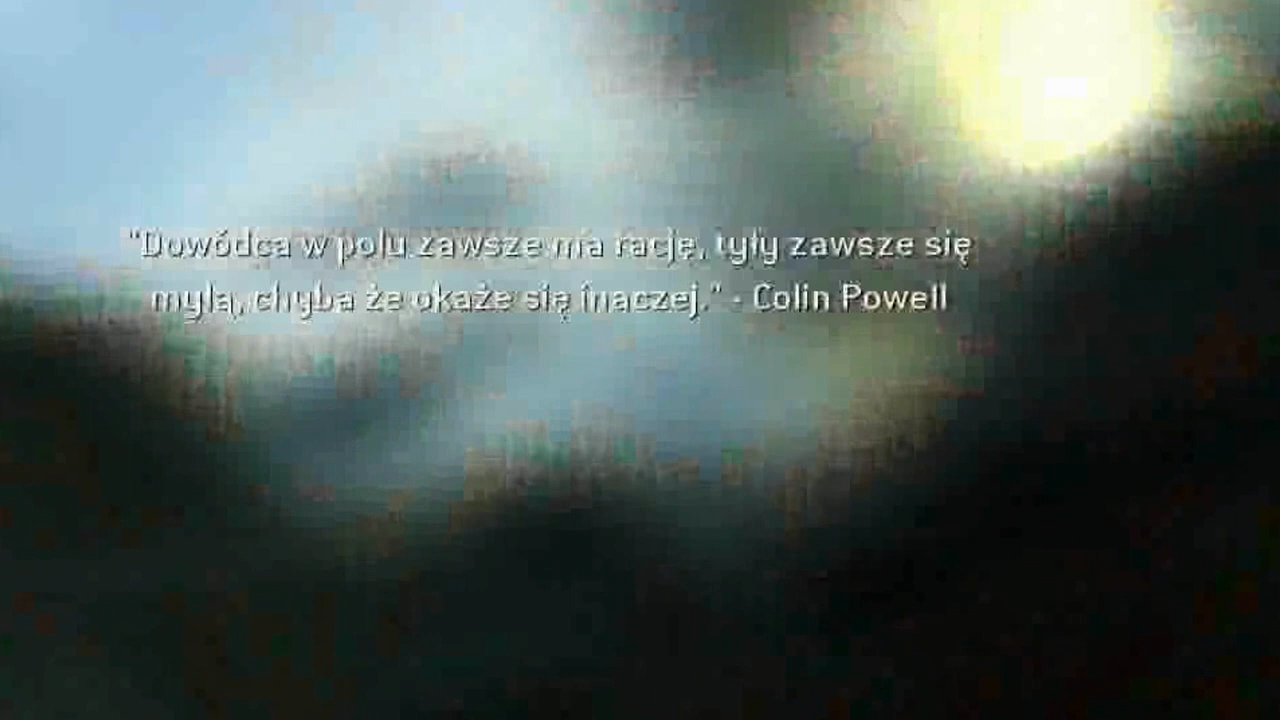 "Dowódca w polu zawsze ma rację, tyły zawsze się
mylą, chyba że okaże się inaczej." - Colin Powell